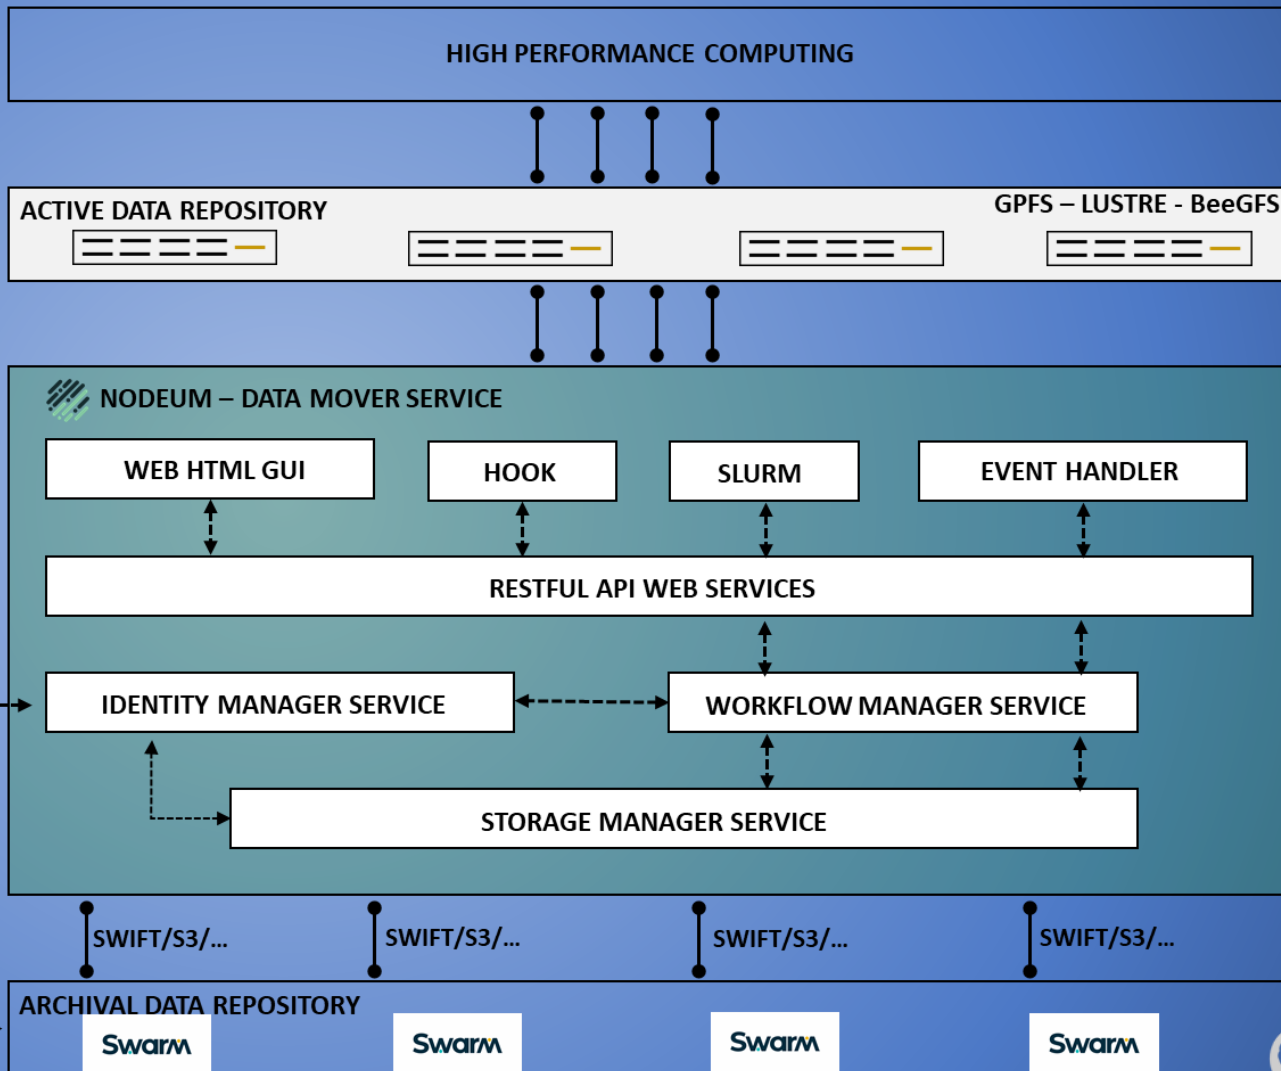 HIGH PERFORMANCE COMPUTING
ACTIVE DATA REPOSITORY
GPFS – LUSTRE - BeeGFS
NODEUM – DATA MOVER SERVICE
WEB HTML GUI
HOOK
SLURM
EVENT HANDLER
RESTFUL API WEB SERVICES
IDENTITY MANAGER SERVICE
WORKFLOW MANAGER SERVICE
STORAGE MANAGER SERVICE
SWIFT/S3/...
SWIFT/S3/...
SWIFT/S3/...
SWIFT/S3/...
ARCHIVAL DATA REPOSITORY
Swarm
Swarm
Swarm
Swarm